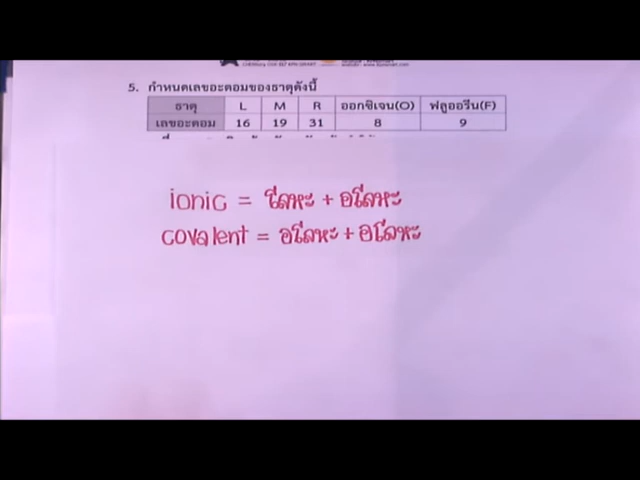 5. กำหนดเลขอะตอมของธาตุดังนี้
ธาตุ L M R ออกซิเจน(O) ฟลูออรีน(F)
เลขอะตอม 16 19 31 8 9
ionic = โลหะ + อโลหะ
covalent = อโลหะ + อโลหะ